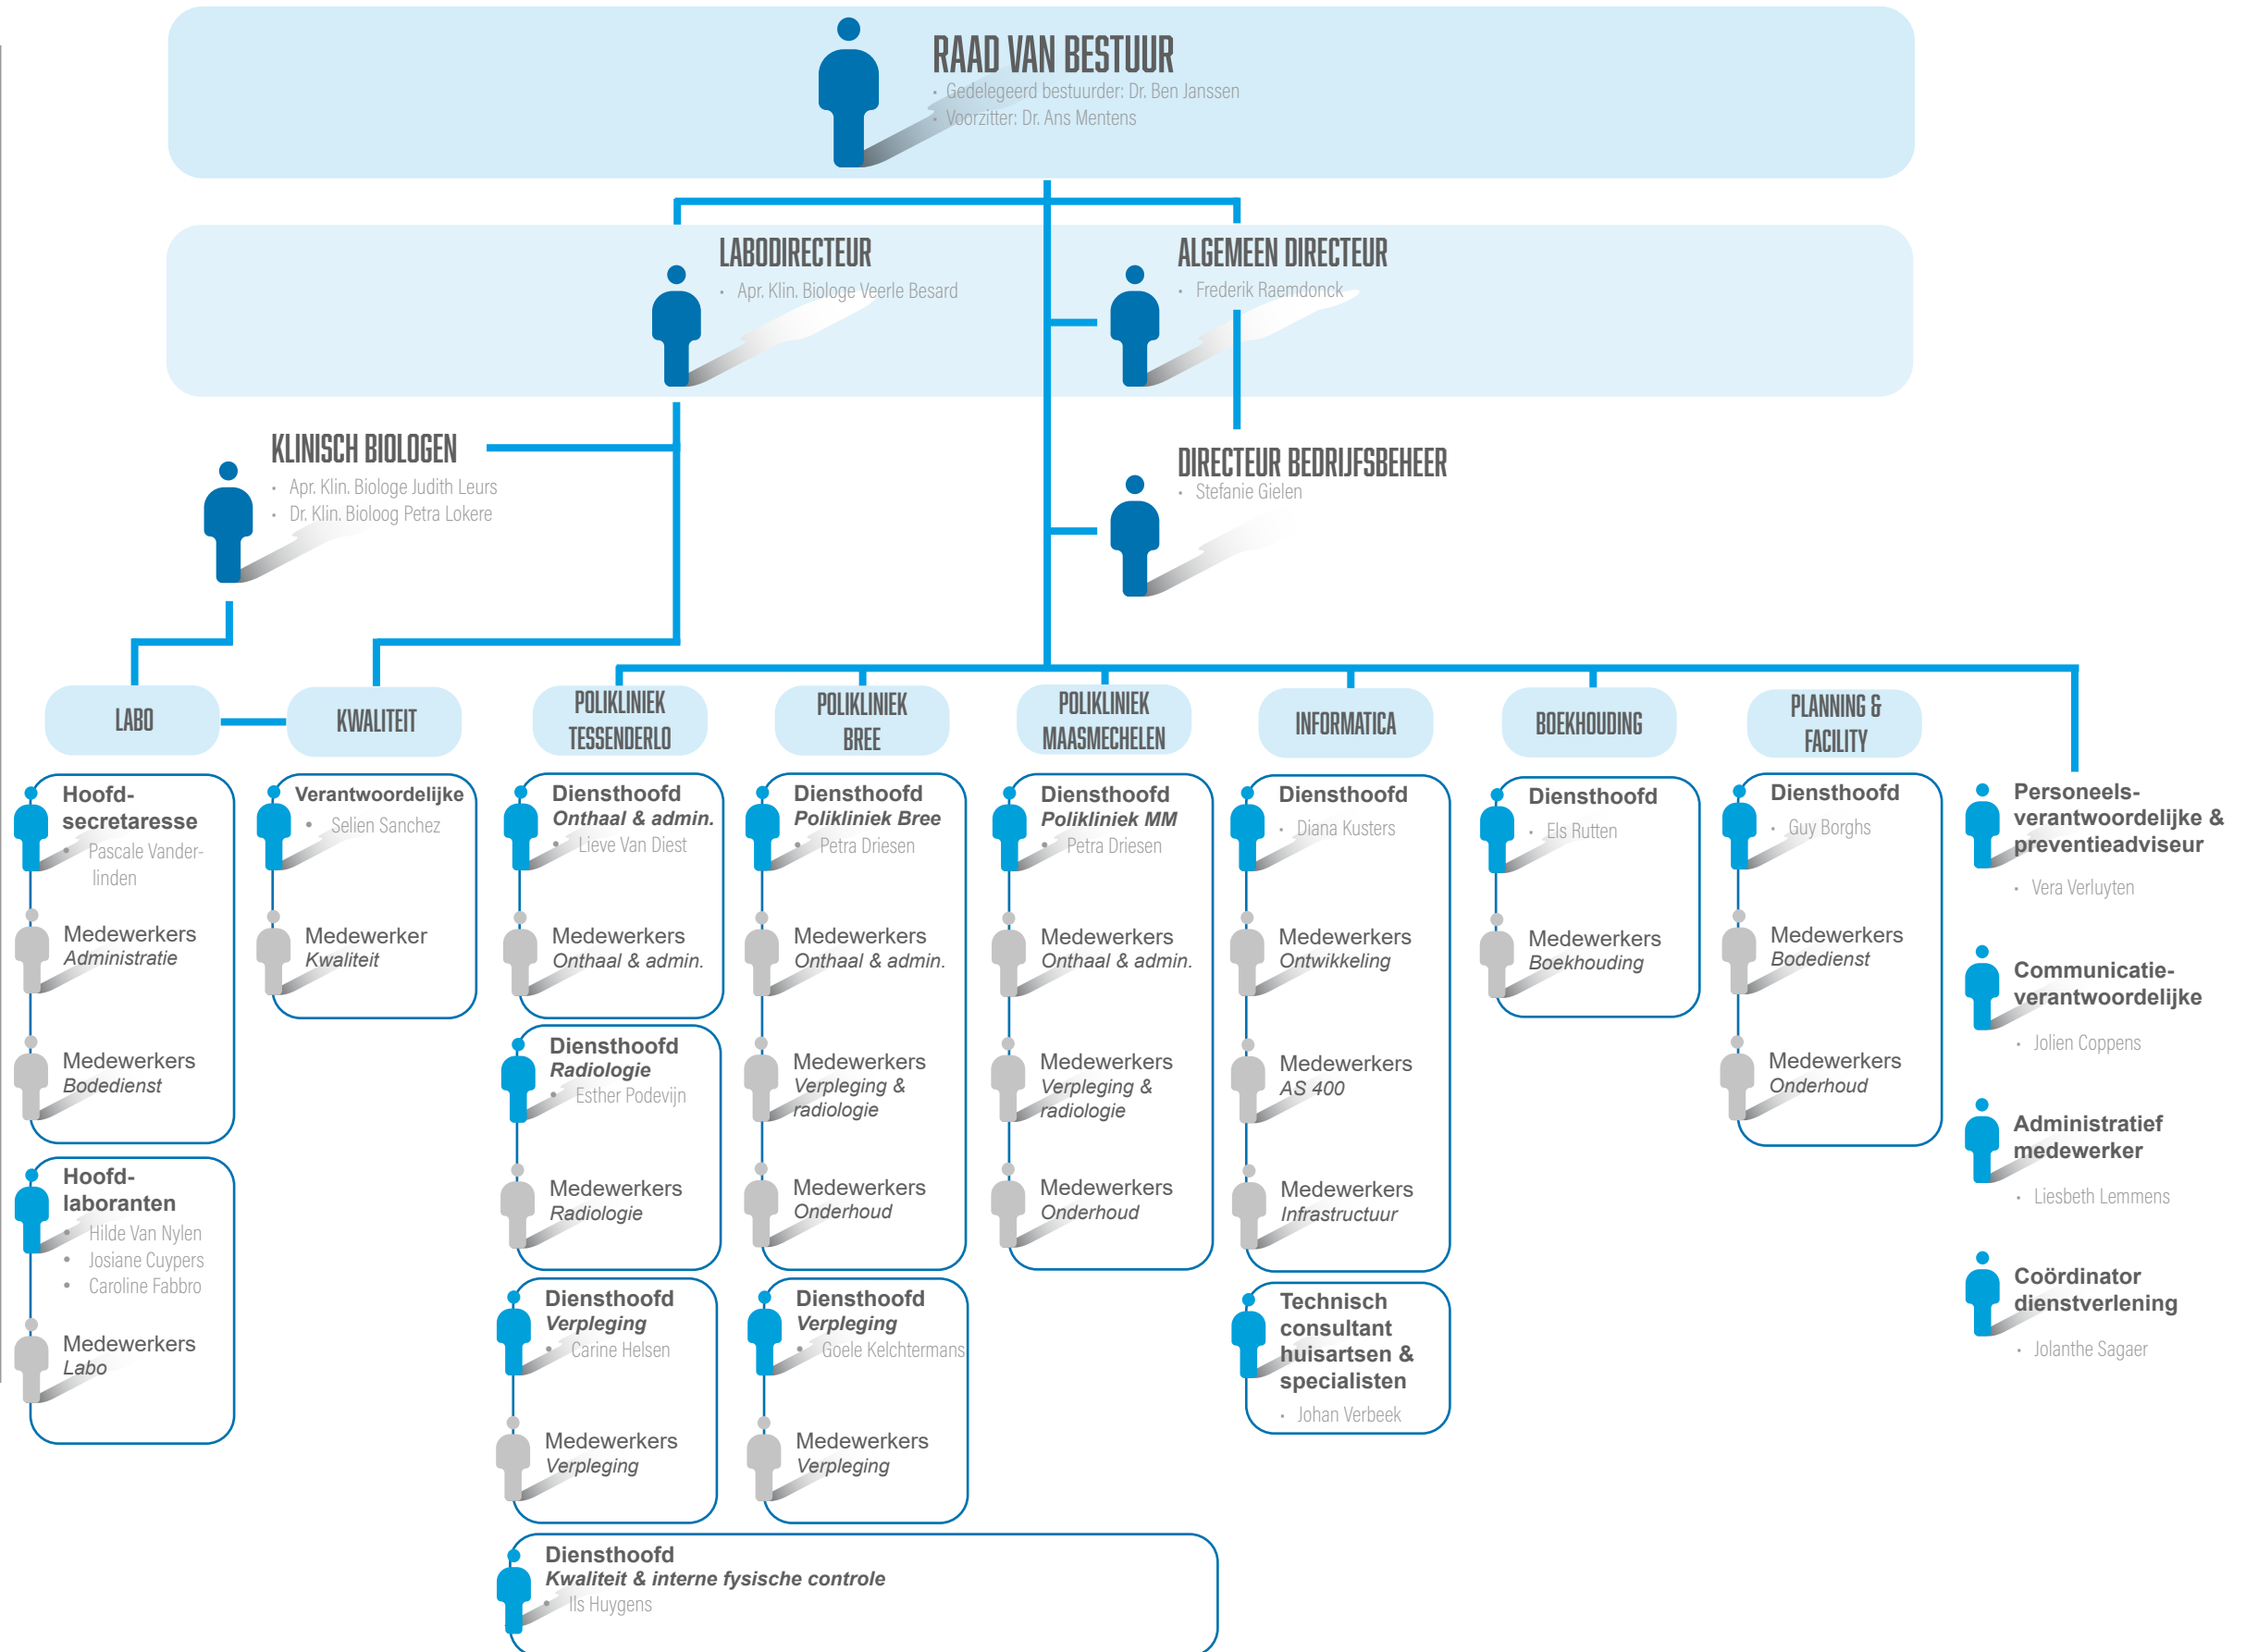 RAAD VAN BESTUUR
• Gedelegeerd bestuurder: Dr. Ben Janssen
• Voorzitter: Dr. Ans Mentens
LABODIRECTEUR
• Apr. Klin. Biologe Veerle Besard
ALGEMEEN DIRECTEUR
• Frederik Raemdonck
KLINISCH BIOLOGEN
• Apr. Klin. Biologe Judith Leurs
• Dr. Klin. Bioloog Petra Lokere
DIRECTEUR BEDRIJFSBEHEER
• Stefanie Gielen
LABO
Hoofd-
secretaresse
• Pascale Vander-
linden
Medewerkers
Administratie
Medewerkers
Bodedienst
Hoofd-
laboranten
• Hilde Van Nylen
• Josiane Cuypers
• Caroline Fabbro
Medewerkers
Labo
KWALITEIT
Verantwoordelijke
• Selien Sanchez
Medewerker
Kwaliteit
POLIKLINIEK
TESSENDERLO
Diensthoofd
Onthaal & admin.
• Lieve Van Diest
Medewerkers
Onthaal & admin.
Diensthoofd
Radiologie
• Esther Podevijn
Medewerkers
Radiologie
Diensthoofd
Verpleging
• Carine Helsen
Medewerkers
Verpleging
POLIKLINIEK
BREE
Diensthoofd
Polikliniek Bree
• Petra Driesen
Medewerkers
Onthaal & admin.
Medewerkers
Verpleging &
radiologie
Medewerkers
Onderhoud
Diensthoofd
Verpleging
• Goele Kelchtermans
Medewerkers
Verpleging
POLIKLINIEK
MAASMECHELEN
Diensthoofd
Polikliniek MM
• Petra Driesen
Medewerkers
Onthaal & admin.
Medewerkers
Verpleging &
radiologie
Medewerkers
Onderhoud
Diensthoofd
Kwaliteit & interne fysische controle
• Ils Huygens
INFORMATICA
Diensthoofd
• Diana Kusters
Medewerkers
Ontwikkeling
Medewerkers
AS 400
Medewerkers
Infrastructuur
Technisch
consultant
huisartsen &
specialisten
• Johan Verbeek
BOEKHOUDING
Diensthoofd
• Els Rutten
Medewerkers
Boekhouding
PLANNING &
FACILITY
Diensthoofd
• Guy Borghs
Medewerkers
Bodedienst
Medewerkers
Onderhoud
Personeels-
verantwoordelijke &
preventieadviseur
• Vera Verluyten
Communicatie-
verantwoordelijke
• Jolien Coppens
Administratief
medewerker
• Liesbeth Lemmens
Coördinator
dienstverlening
• Jolanthe Sagaer